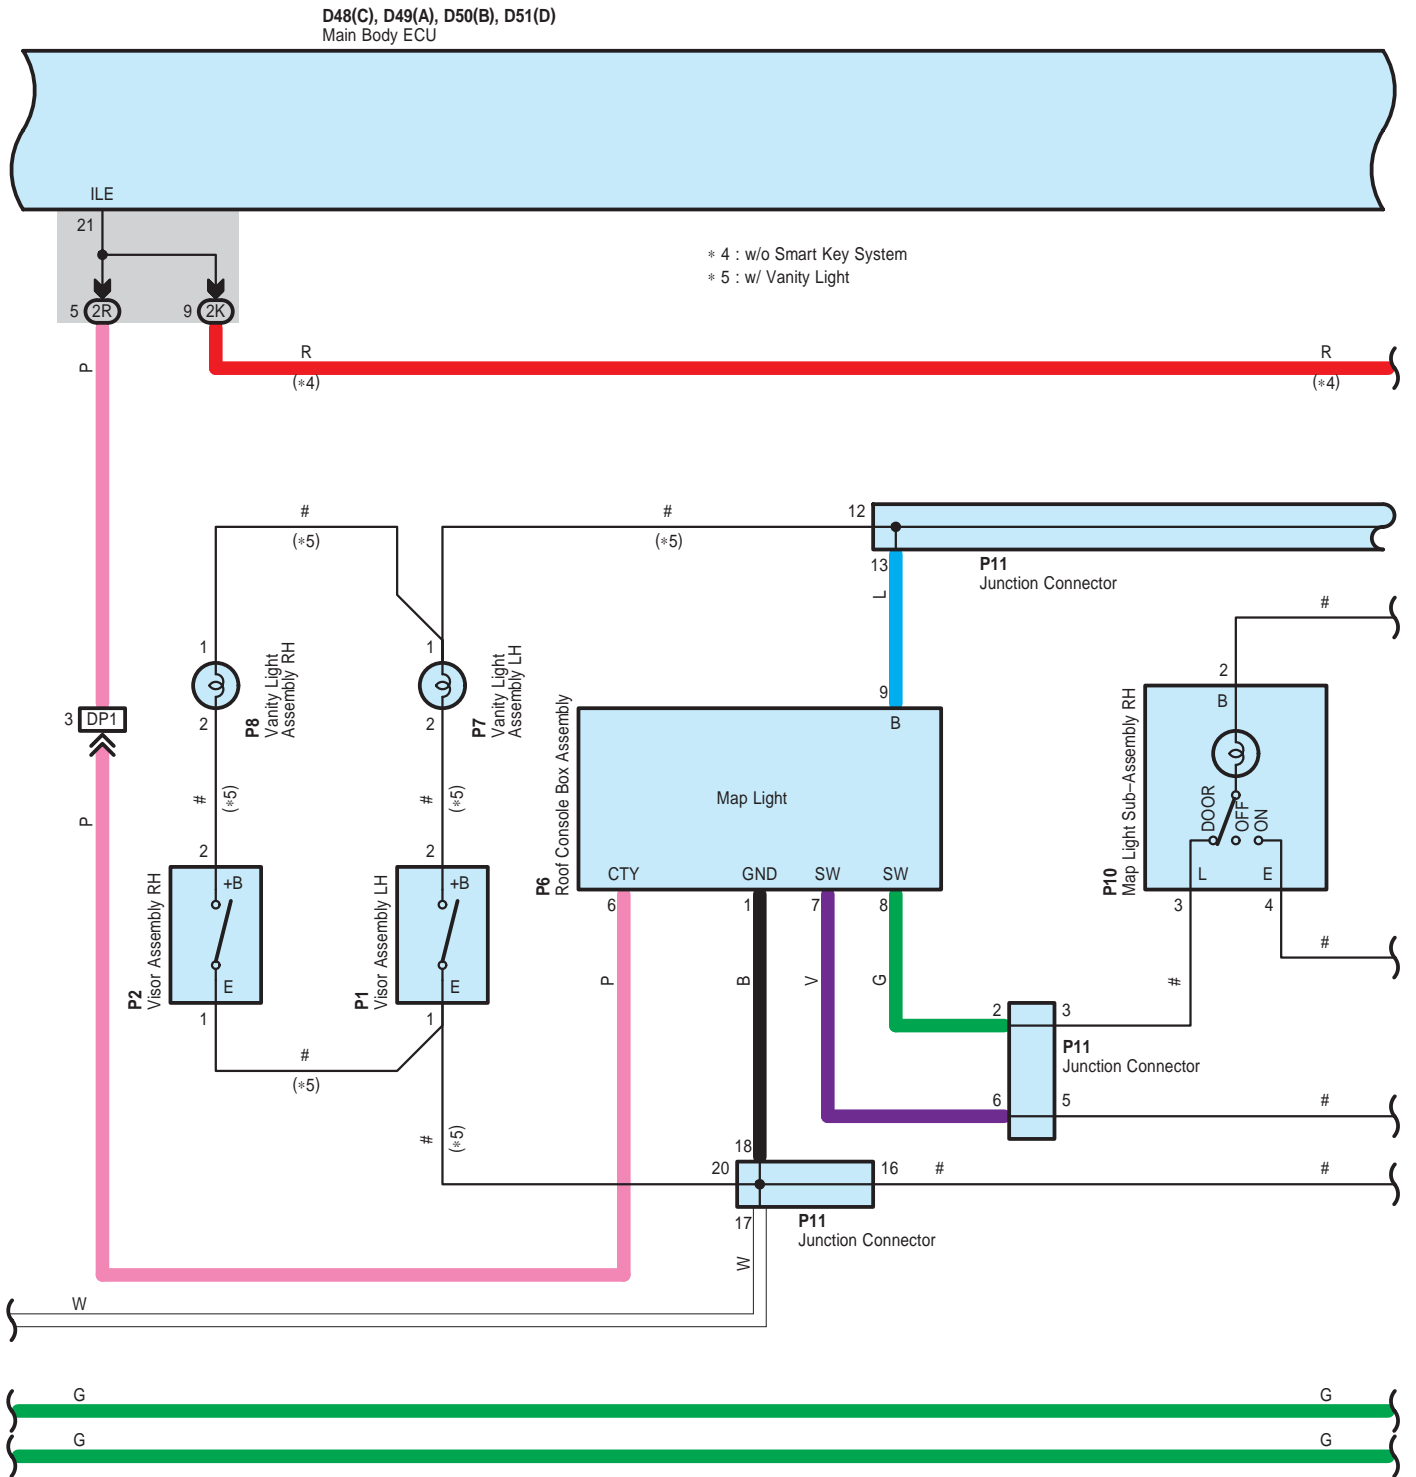 D48(C), D49(A), D50(B), D51(D)
Main Body ECU
ILE
21
5 2R
9 2K
∗ 4 : w/o Smart Key System
∗ 5 : w/ Vanity Light
R
(∗4)
R
(∗4)
P
#
(∗5)
#
(∗5)
12
13
L
P11
Junction Connector
#
1
2
P8
Vanity Light
Assembly RH
1
2
P7
Vanity Light
Assembly LH
3 DP1
P
#
(∗5)
#
(∗5)
P6
Roof Console Box Assembly
9
B
Map Light
CTY
GND
SW
SW
6
1
7
8
2
B
DOOR
OFF
ON
L
E
3
4
P10
Map Light Sub–Assembly RH
#
#
2
+B
E
1
P2
Visor Assembly RH
2
+B
E
1
P1
Visor Assembly LH
#
(∗5)
#
(∗5)
P
B
V
G
2
3
P11
Junction Connector
6
5
#
18
20
16
#
#
17
P11
Junction Connector
W
W
G
G
G
G